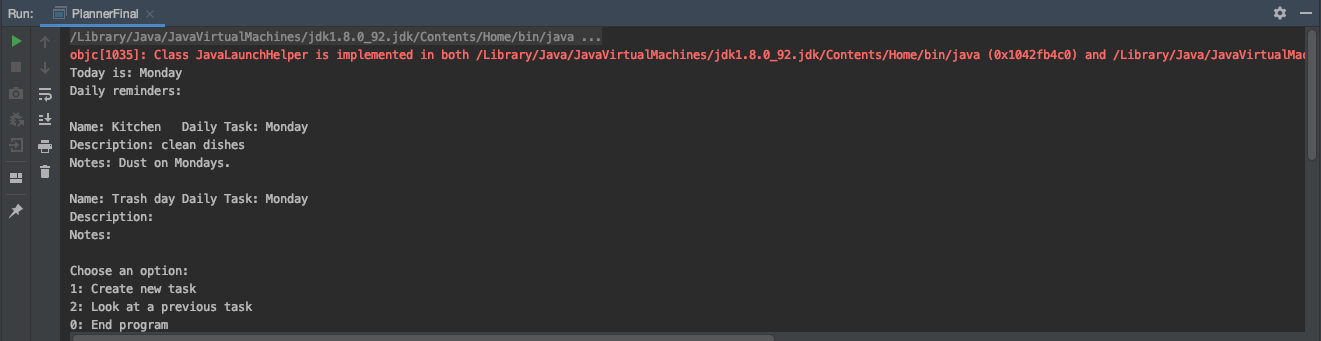 Run: PlannerFinal
/Library/Java/JavaVirtualMachines/jdk1.8.0_92.jdk/Contents/Home/bin/java ...
objc[1035]: Class JavaLaunchHelper is implemented in both /Library/Java/JavaVirtualMachines/jdk1.8.0_92.jdk/Contents/Home/bin/java (0x1042fb4c0) and /Library/Java/JavaVirtualMa
Today is: Monday
Daily reminders:
Name: Kitchen   Daily Task: Monday
Description: clean dishes
Notes: Dust on Mondays.
Name: Trash day Daily Task: Monday
Description:
Notes:
Choose an option:
1: Create new task
2: Look at a previous task
0: End program